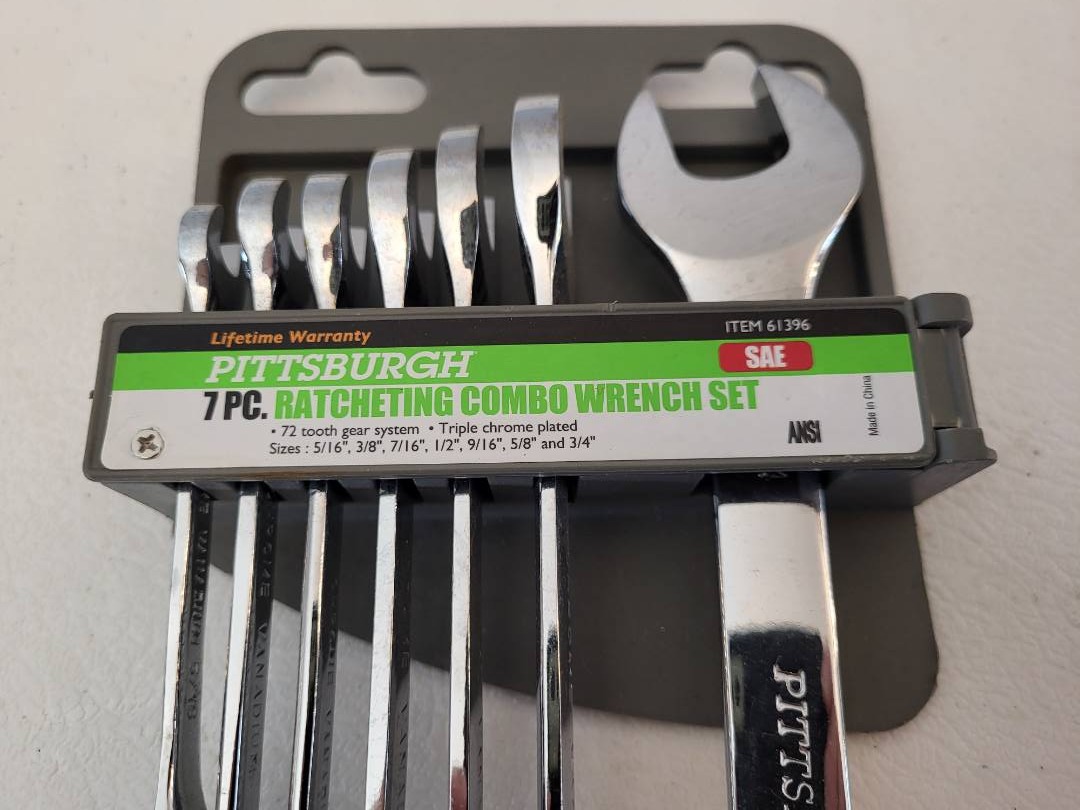 Lifetime Warranty
ITEM 61396
PITTSBURGH
SAE
7 PC. RATCHETING COMBO WRENCH SET
• 72 tooth gear system • Triple chrome plated
Sizes : 5/16", 3/8", 7/16", 1/2", 9/16", 5/8" and 3/4"
ANSI
Made in China
VANADIUM
PITTS